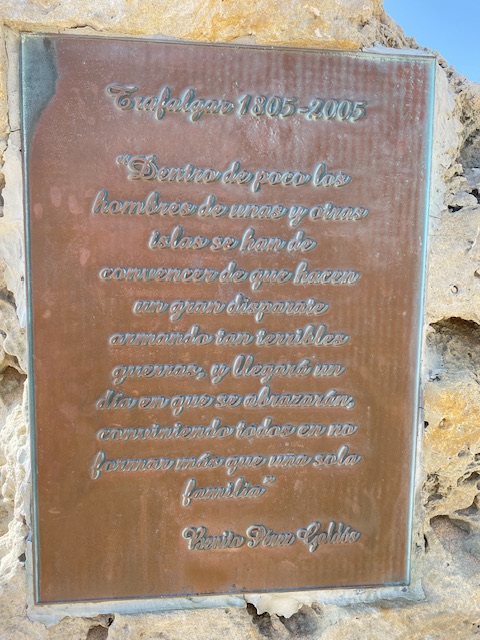 Trafalgar 1805-2005
"Dentro de poco los
hombres de unas y otras
islas se han de
convencer de que hacen
un gran disparate
armando tan terribles
guerras, y llegará un
día en que se abrazarán,
conviniendo todos en no
formar más que una sola
familia"
Benito Pérez Galdós